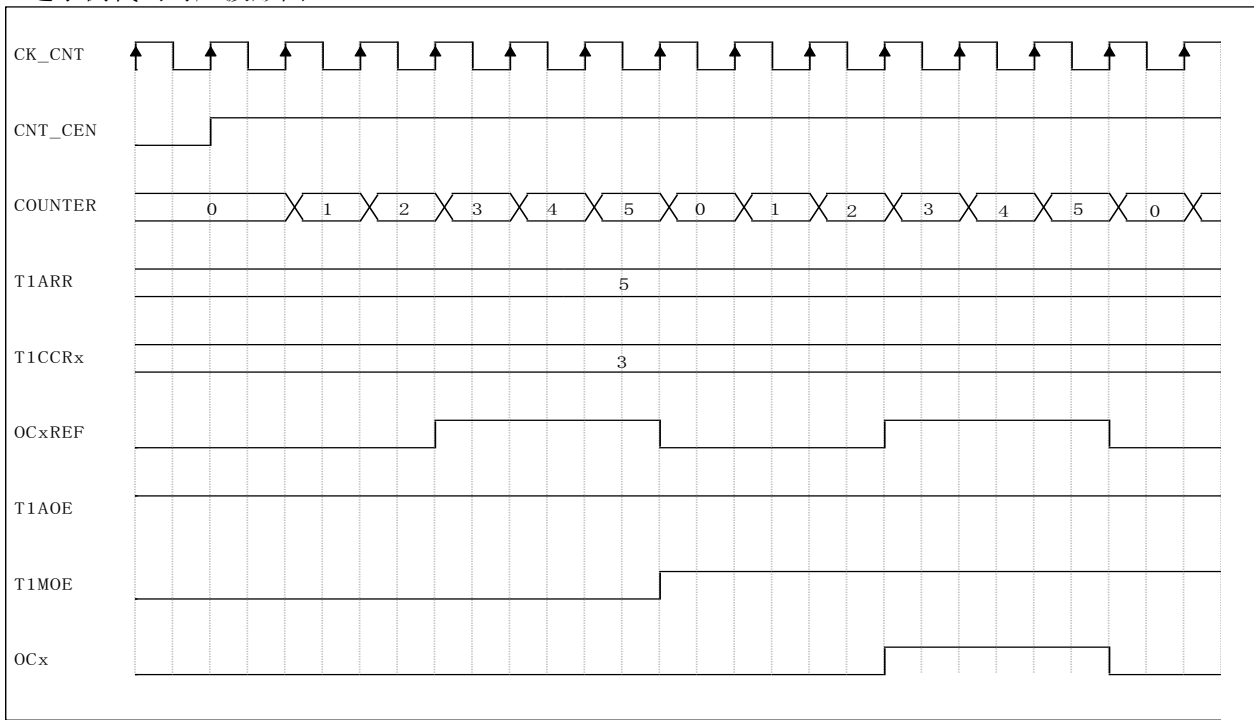 CK_CNT
CNT_CEN
COUNTER 0 1 2 3 4 5 0 1 2 3 4 5 0
T1ARR 5
T1CCRx 3
OCxREF
T1AOE
T1MOE
OCx